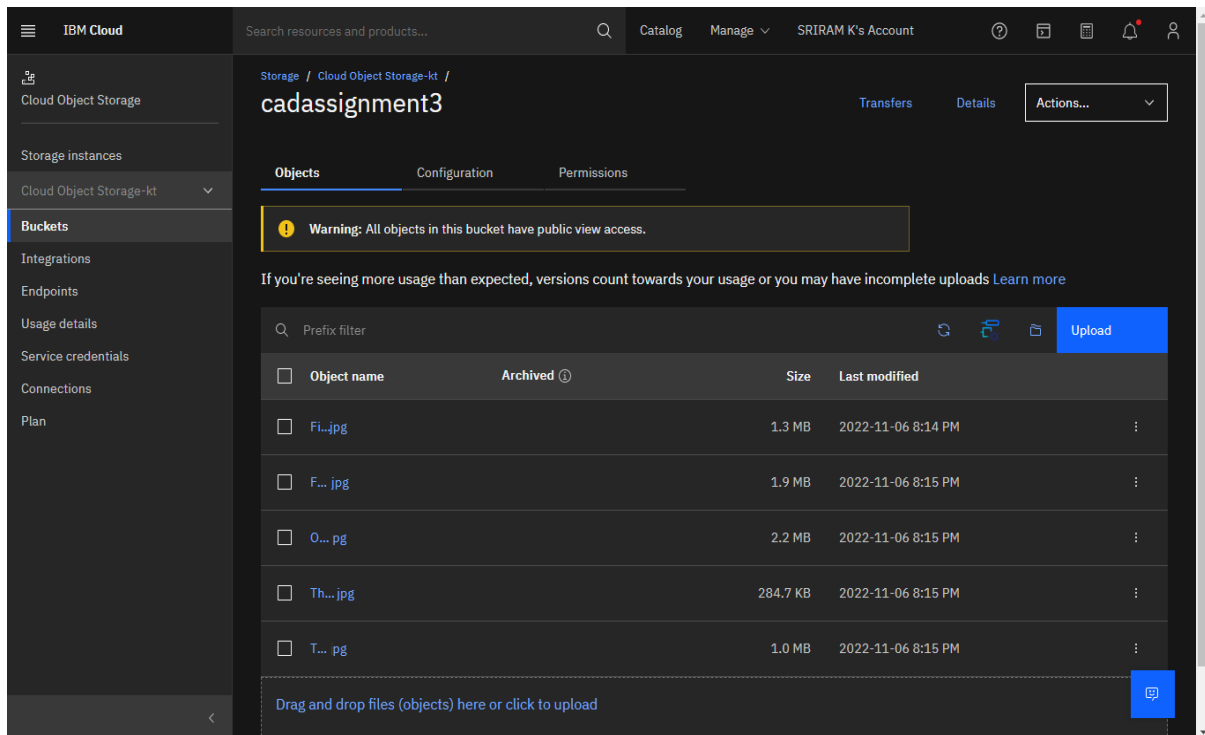 IBM Cloud
Search resources and products...
Catalog
Manage
SRIRAM K's Account
Cloud Object Storage
Storage instances
Cloud Object Storage-kt
Buckets
Integrations
Endpoints
Usage details
Service credentials
Connections
Plan
Storage / Cloud Object Storage-kt /
cadassignment3
Transfers
Details
Actions...
Objects
Configuration
Permissions
Warning: All objects in this bucket have public view access.
If you're seeing more usage than expected, versions count towards your usage or you may have incomplete uploads Learn more
Prefix filter
Upload
Object name Archived Size Last modified
Fi...jpg 1.3 MB 2022-11-06 8:14 PM
F... jpg 1.9 MB 2022-11-06 8:15 PM
O... pg 2.2 MB 2022-11-06 8:15 PM
Th... jpg 284.7 KB 2022-11-06 8:15 PM
T... pg 1.0 MB 2022-11-06 8:15 PM
Drag and drop files (objects) here or click to upload